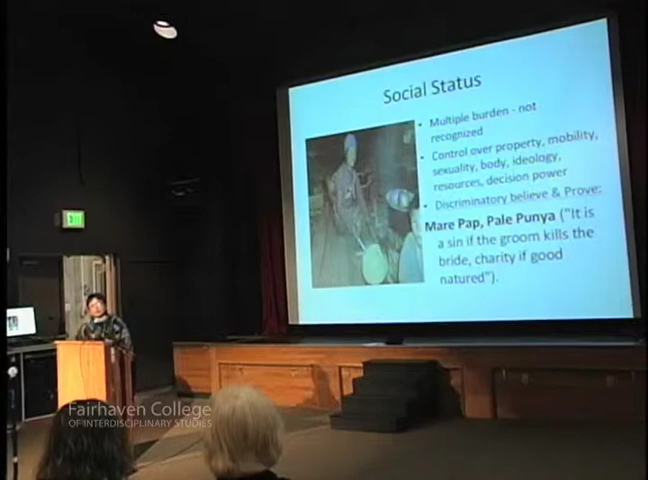 Social Status
• Multiple burden - not
recognized
• Control over property, mobility,
sexuality, body, ideology,
resources, decision power
• Discriminatory believe & Prove:
Mare Pap, Pale Punya ("It is
a sin if the groom kills the
bride, charity if good
natured").
Fairhaven College
OF INTERDISCIPLINARY STUDIES